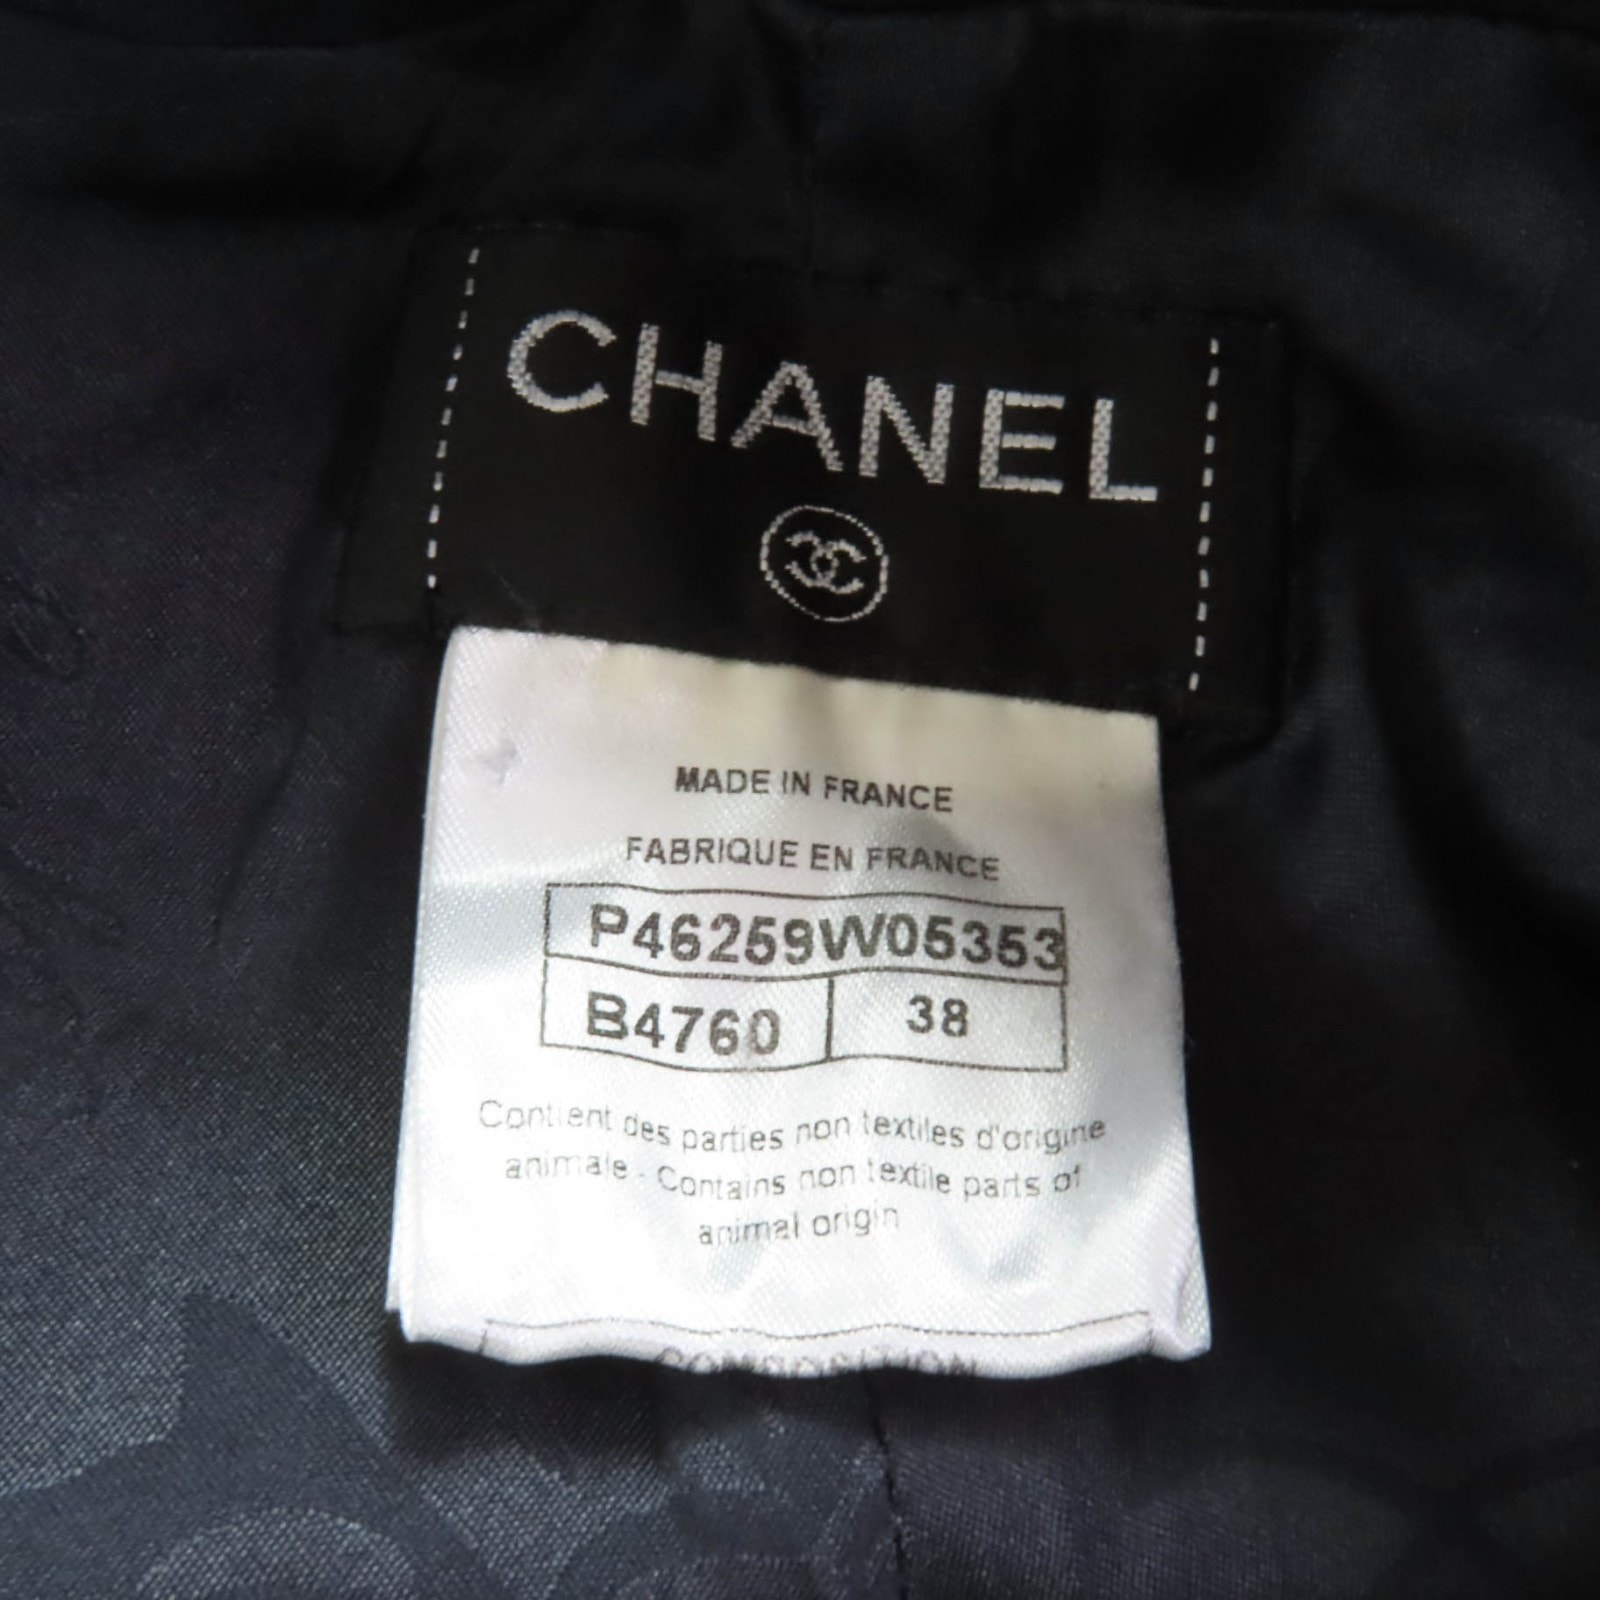 CHANEL
MADE IN FRANCE
FABRIQUE EN FRANCE
P46259W05353
B4760 38
Contient des parties non textiles d'origine
animale - Contains non textile parts of
animal origin
COMPOSITION